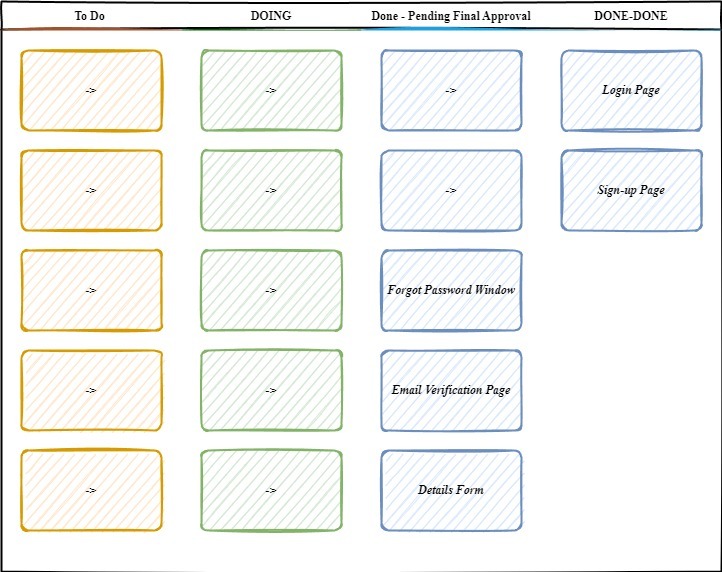 To Do
DOING
Done - Pending Final Approval
DONE-DONE
->
->
->
Login Page
->
->
->
Sign-up Page
->
->
Forgot Password Window
->
->
Email Verification Page
->
->
Details Form